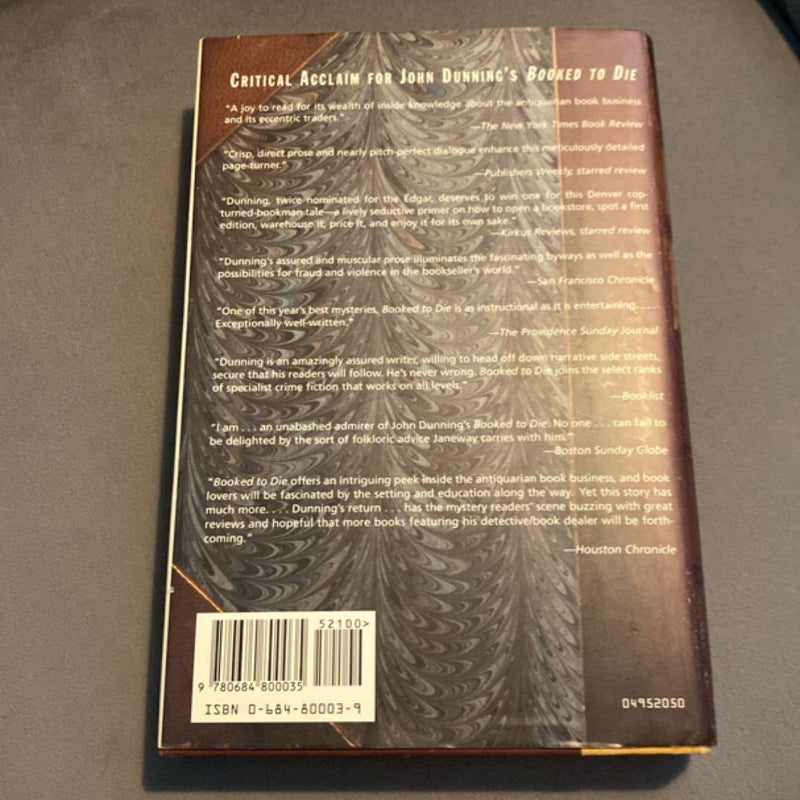 CRITICAL ACCLAIM FOR JOHN DUNNING'S BOOKED TO DIE
"A joy to read for its wealth of inside knowledge about the antiquarian book business
and its eccentric traders."
—The New York Times Book Review
"Crisp, direct prose and nearly pitch-perfect dialogue enhance this meticulously detailed
page-turner."
—Publishers Weekly, starred review
"Dunning, twice nominated for the Edgar, deserves to win one for this Denver cop-
turned-bookman tale—a lively seductive primer on how to open a bookstore, spot a first
edition, warehouse it, price it, and enjoy it for its own sake."
—Kirkus Reviews, starred review
"Dunning's assured and muscular prose illuminates the fascinating byways as well as the
possibilities for fraud and violence in the bookseller's world."
—San Francisco Chronicle
"One of this year's best mysteries, Booked to Die is as instructional as it is entertaining. . . .
Exceptionally well-written."
—The Providence Sunday Journal
"Dunning is an amazingly assured writer, willing to head off down narrative side streets,
secure that his readers will follow. He's never wrong. Booked to Die joins the select ranks
of specialist crime fiction that works on all levels."
—Booklist
"I am . . . an unabashed admirer of John Dunning's Booked to Die. No one . . . can fail to
be delighted by the sort of folkloric advice Janeway carries with him."
—Boston Sunday Globe
"Booked to Die offers an intriguing peek inside the antiquarian book business, and book
lovers will be fascinated by the setting and education along the way. Yet this story has
much more. . . . Dunning's return . . . has the mystery readers' scene buzzing with great
reviews and hopeful that more books featuring his detective/book dealer will be forth-
coming."
—Houston Chronicle
52100>
9 780684 800035
ISBN 0-684-80003-9
04952050